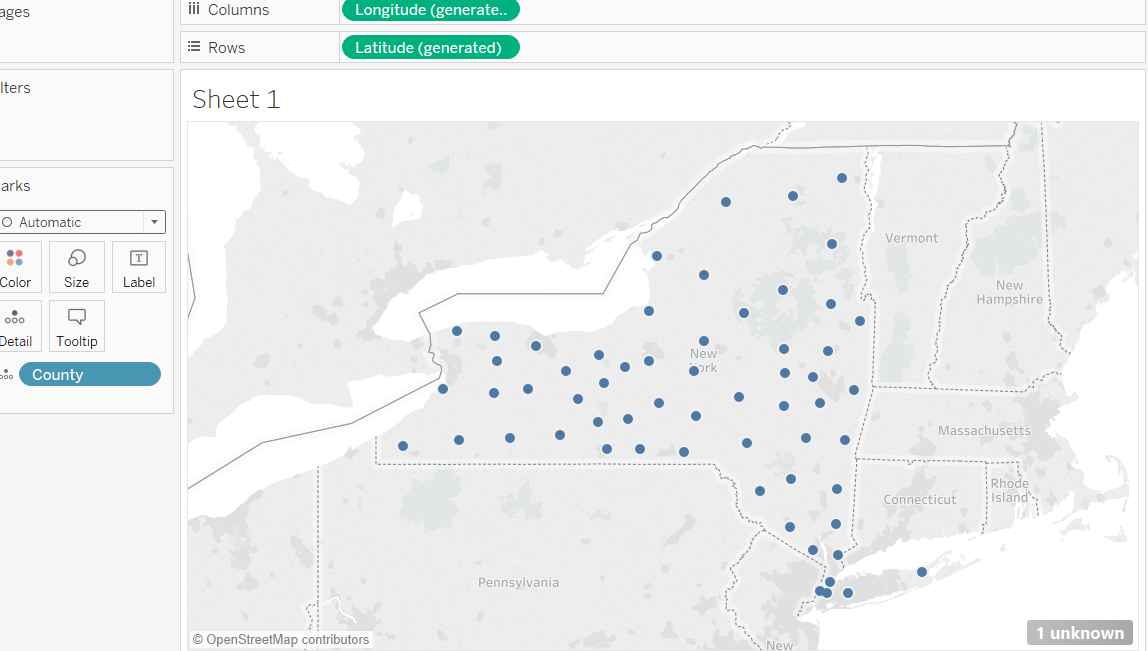 ages
Columns
Longitude (generate..
Rows
Latitude (generated)
lters
Sheet 1
arks
Automatic
Color
Size
Label
Detail
Tooltip
County
Vermont
New
Hampshire
New
York
Massachusetts
Rhode
Island
Connecticut
Pennsylvania
New
© OpenStreetMap contributors
1 unknown